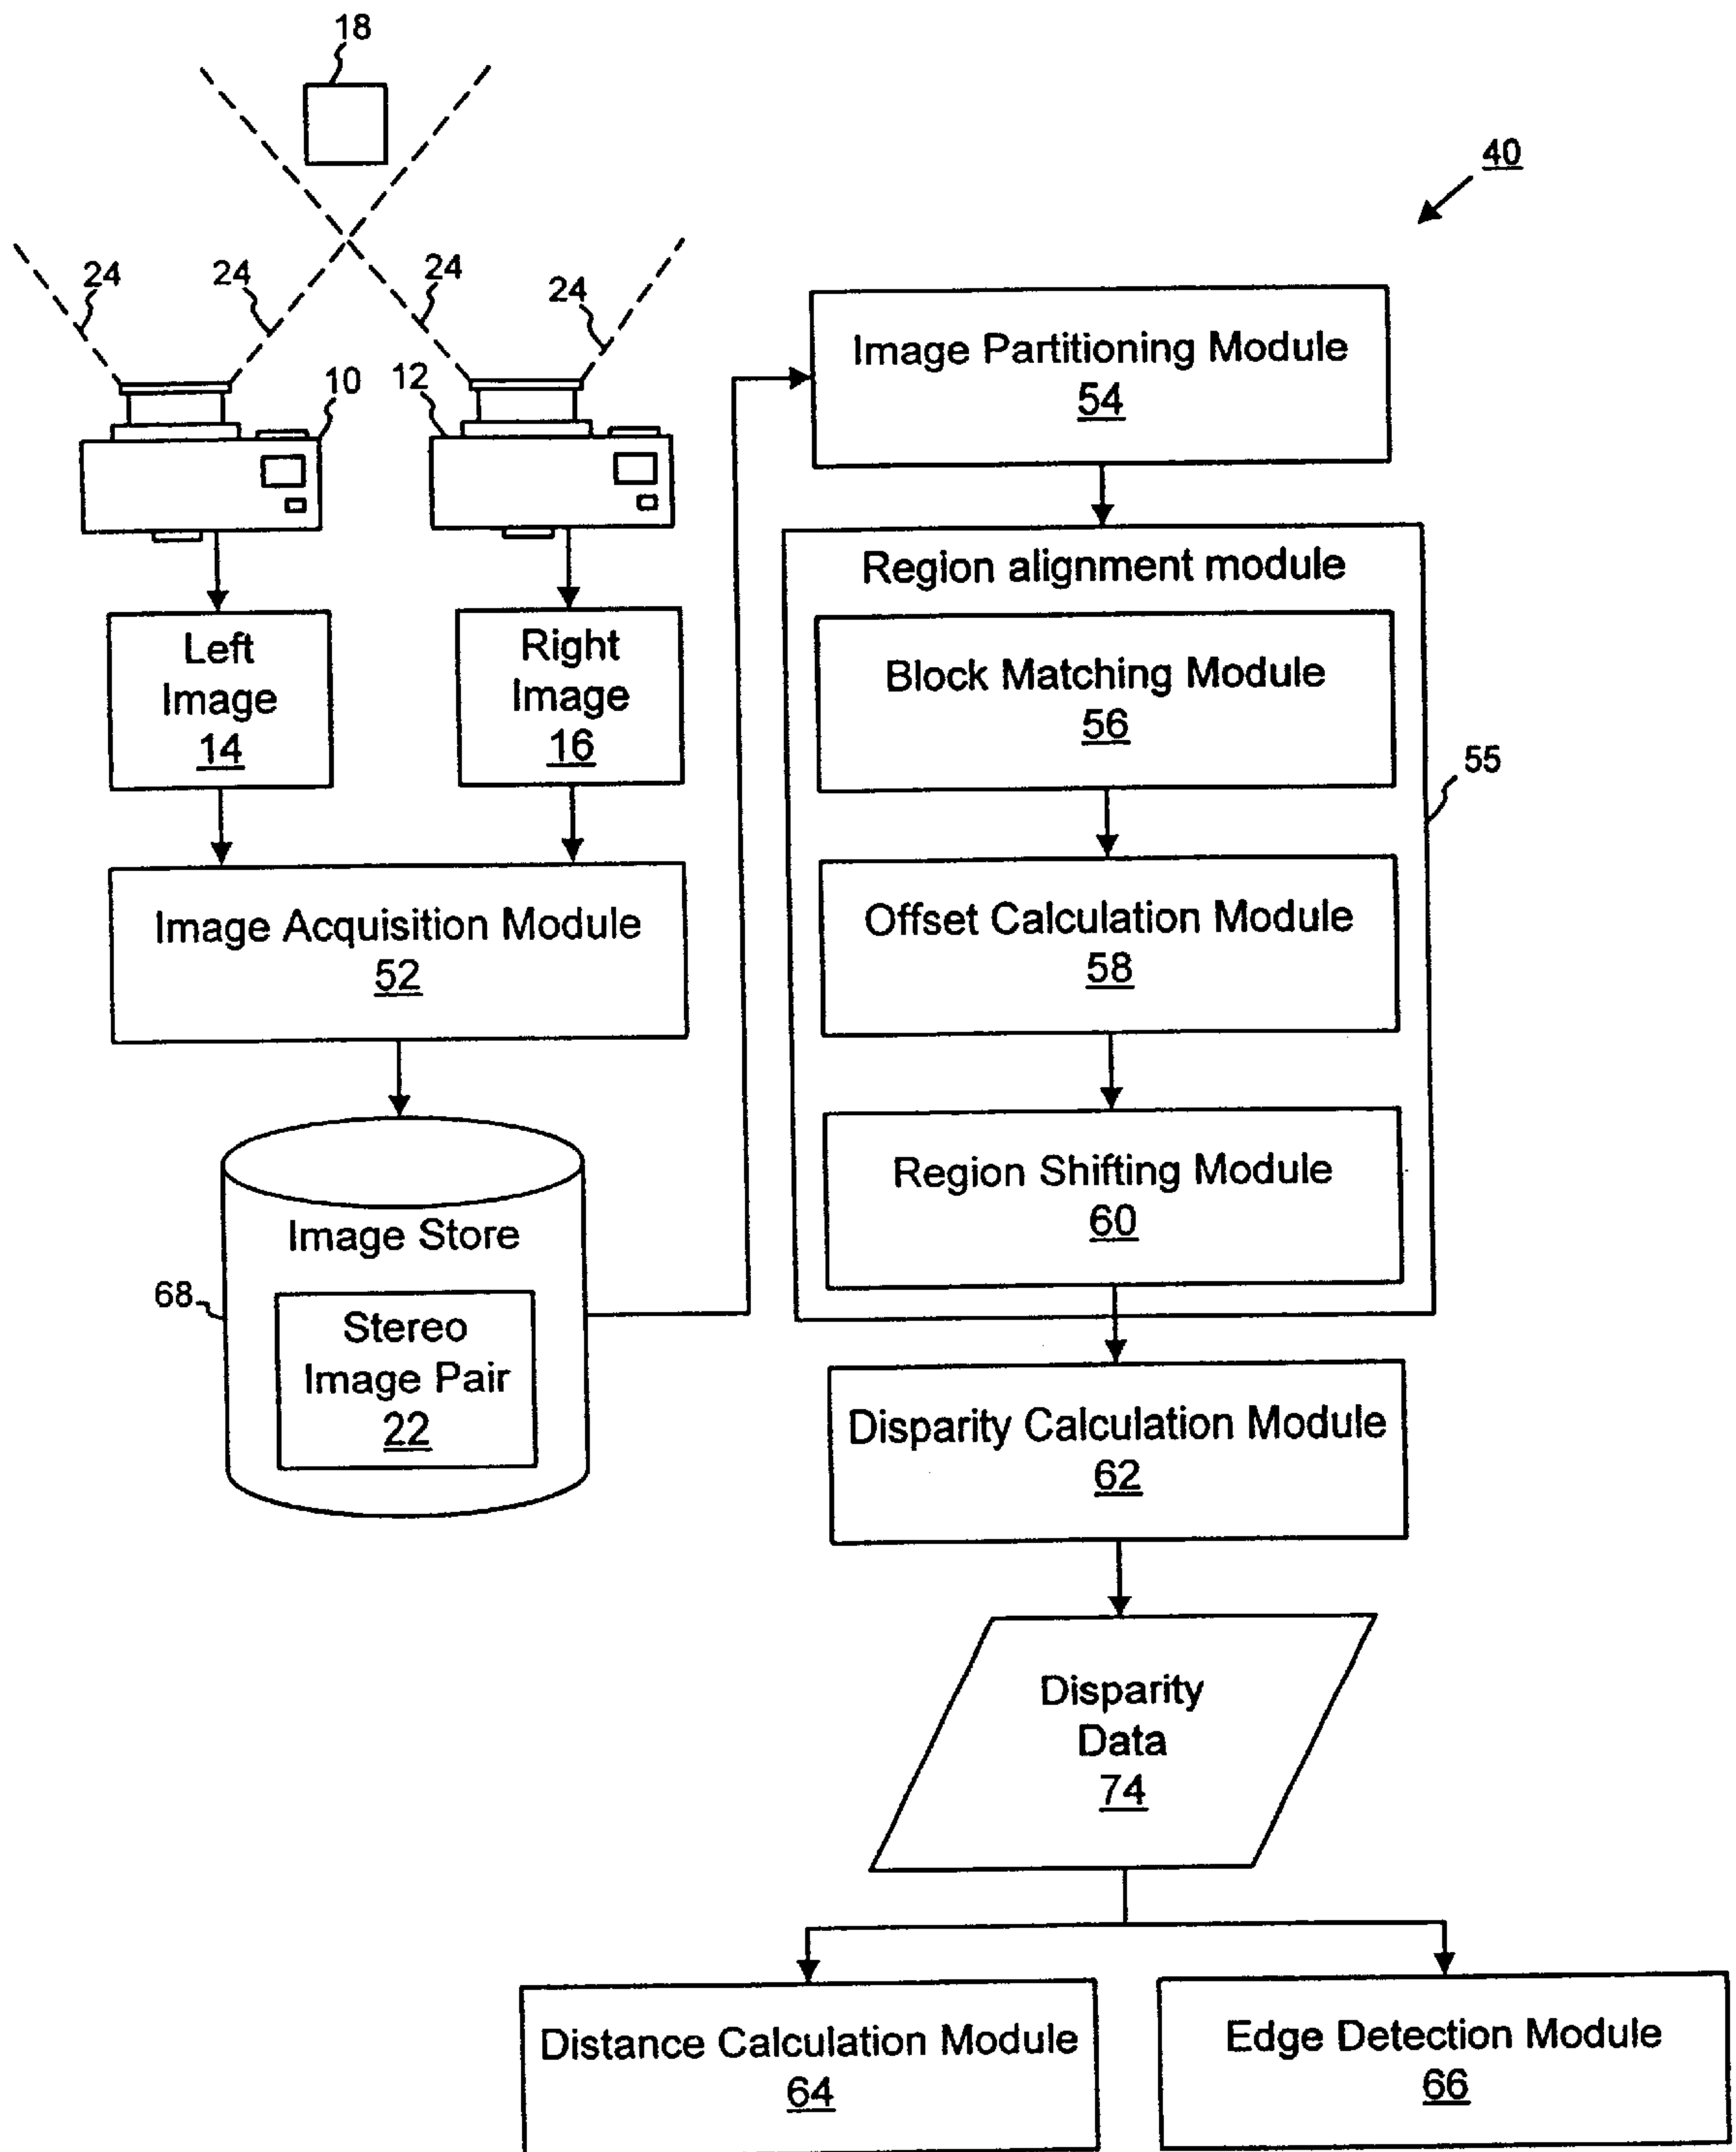 18
40
24
24
24
24
10
12
Left
Image
14
Right
Image
16
Image Acquisition Module
52
Image Store
68
Stereo
Image Pair
22
Image Partitioning Module
54
Region alignment module
55
Block Matching Module
56
Offset Calculation Module
58
Region Shifting Module
60
Disparity Calculation Module
62
Disparity
Data
74
Distance Calculation Module
64
Edge Detection Module
66